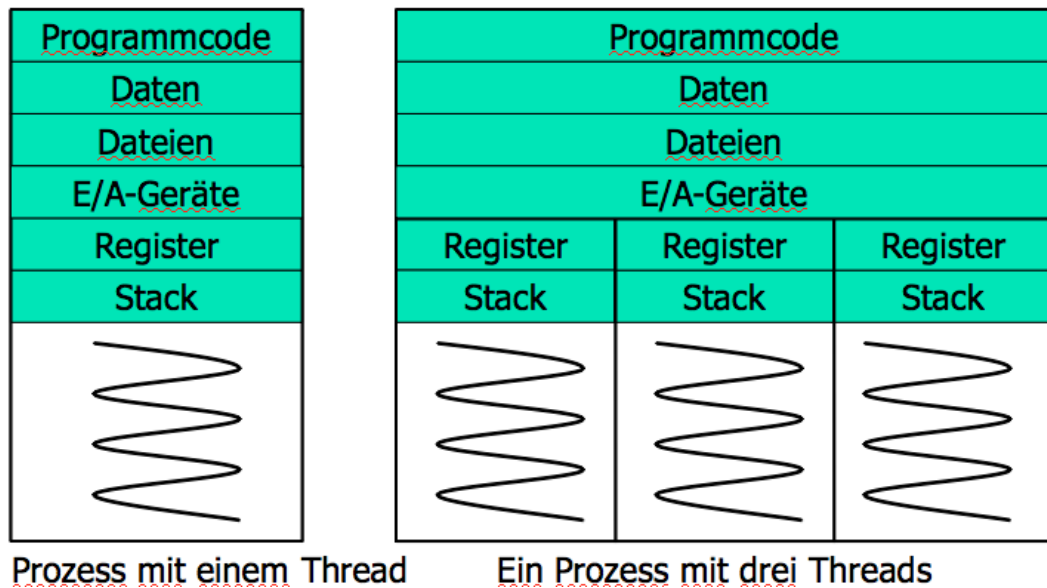 Programmcode
Daten
Dateien
E/A-Geräte
Register
Stack
Prozess mit einem Thread
Programmcode
Daten
Dateien
E/A-Geräte
Register Register Register
Stack Stack Stack
Ein Prozess mit drei Threads